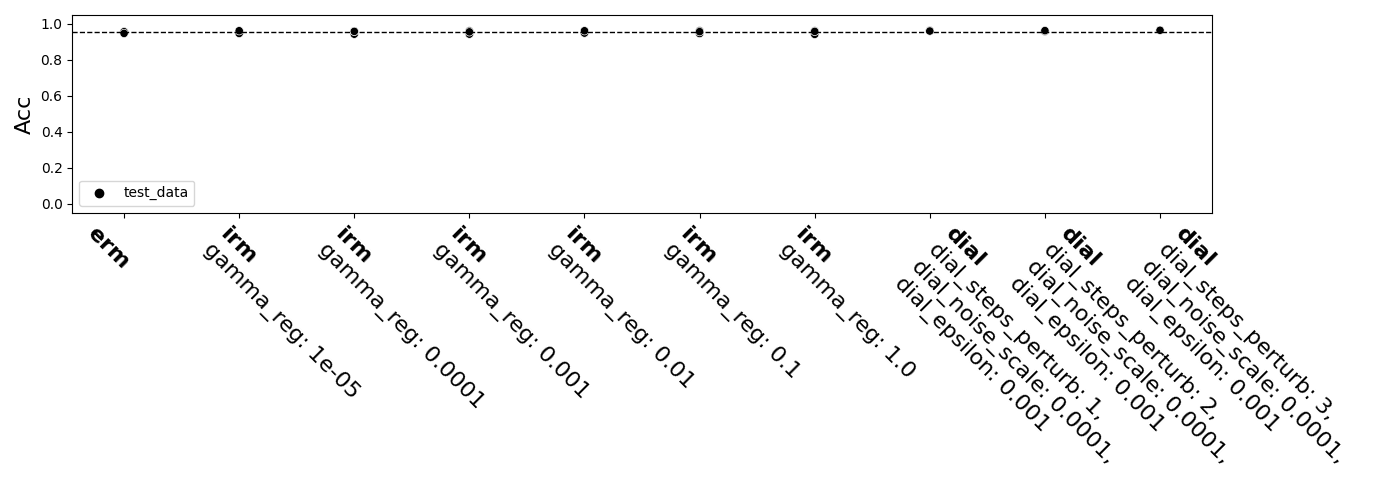 Acc
1.0
0.8
0.6
0.4
0.2
0.0
test_data
erm
irm
gamma_reg: 1e-05
irm
gamma_reg: 0.0001
irm
gamma_reg: 0.001
irm
gamma_reg: 0.01
irm
gamma_reg: 0.1
irm
gamma_reg: 1.0
dial
dial_steps_perturb: 1,
dial_noise_scale: 0.0001,
dial_epsilon: 0.001
dial
dial_steps_perturb: 2,
dial_noise_scale: 0.0001,
dial_epsilon: 0.001
dial
dial_steps_perturb: 3,
dial_noise_scale: 0.0001,
dial_epsilon: 0.001